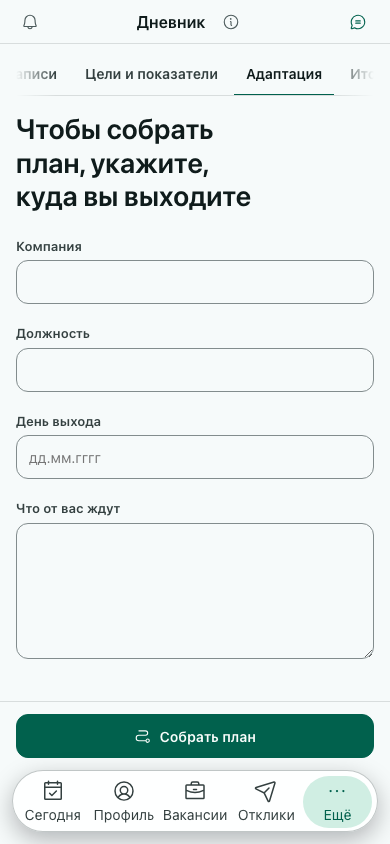 Дневник
аписи
Цели и показатели
Адаптация
Ито
Чтобы собрать
план, укажите,
куда вы выходите
Компания
Должность
День выхода
дд.мм.гггг
Что от вас ждут
Собрать план
Сегодня
Профиль
Вакансии
Отклики
Ещё